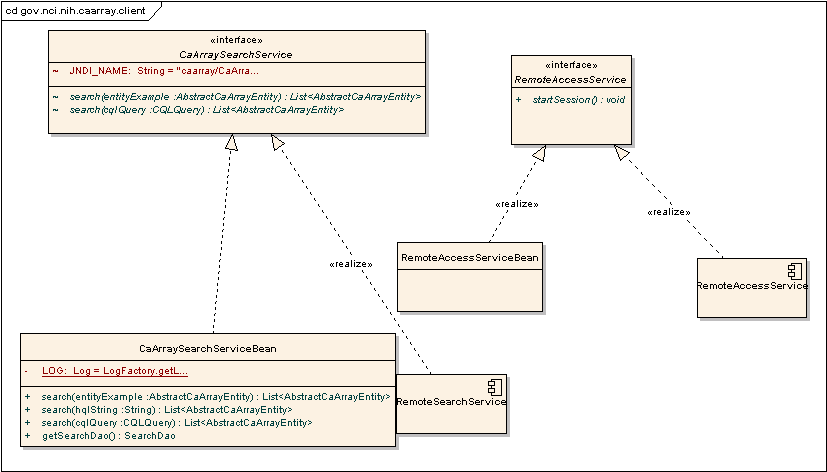 cd gov.nci.nih.caarray.client
«interface»
CaArraySearchService
~ JNDI_NAME: String = "caarray/CaArra...
~ search(entityExample :AbstractCaArrayEntity) : List<AbstractCaArrayEntity>
~ search(cqlQuery :CQLQuery) : List<AbstractCaArrayEntity>
«interface»
RemoteAccessService
+ startSession() : void
«realize»
«realize»
«realize»
RemoteAccessServiceBean
RemoteAccessService
CaArraySearchServiceBean
- LOG: Log = LogFactory.getL...
+ search(entityExample :AbstractCaArrayEntity) : List<AbstractCaArrayEntity>
+ search(hqlString :String) : List<AbstractCaArrayEntity>
+ search(cqlQuery :CQLQuery) : List<AbstractCaArrayEntity>
+ getSearchDao() : SearchDao
RemoteSearchService